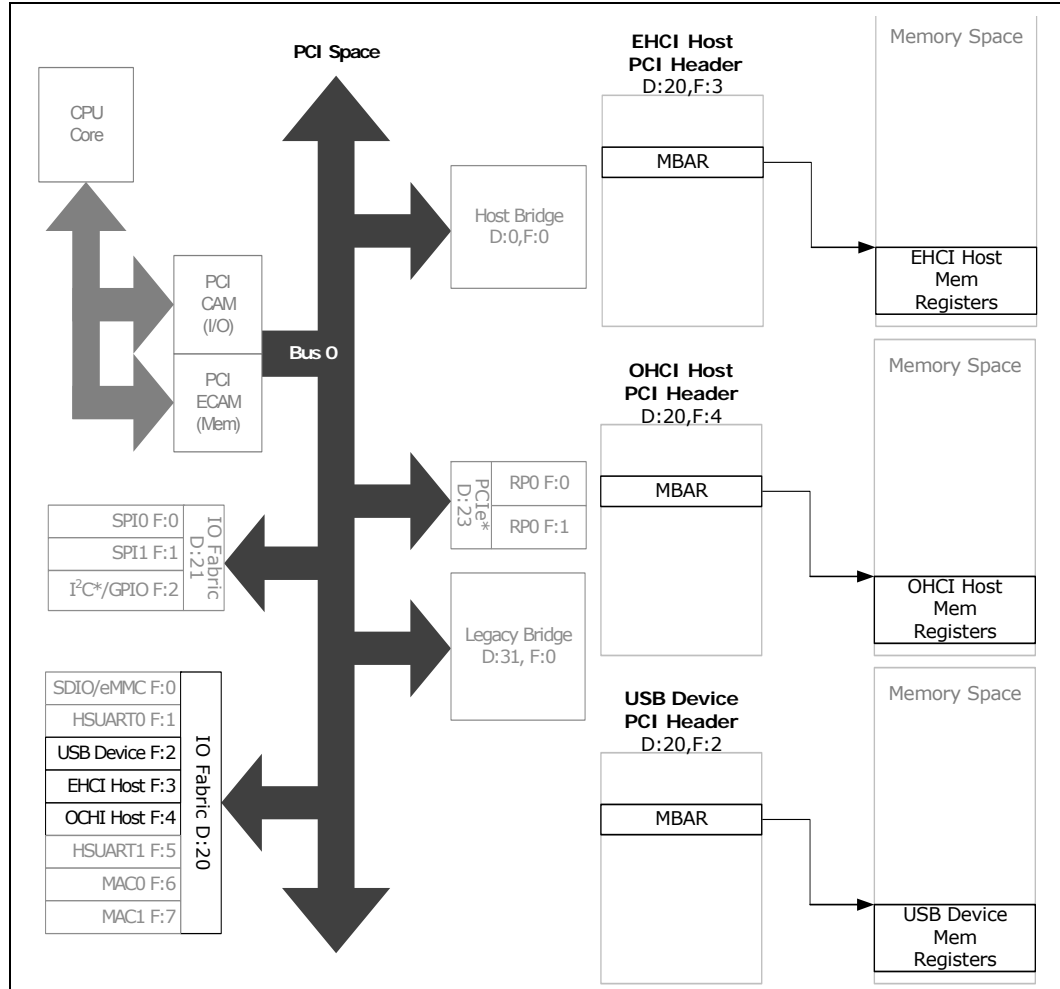 PCI Space
CPU
Core
PCI
CAM
(I/O)
PCI
ECAM
(Mem)
Bus 0
Host Bridge
D:0,F:0
PCIe*
D:23
RP0 F:0
RP0 F:1
SPI0 F:0
SPI1 F:1
I²C*/GPIO F:2
IO Fabric
D:21
Legacy Bridge
D:31, F:0
SDIO/eMMC F:0
HSUART0 F:1
USB Device F:2
EHCI Host F:3
OCHI Host F:4
HSUART1 F:5
MAC0 F:6
MAC1 F:7
IO Fabric D:20
EHCI Host
PCI Header
D:20,F:3
MBAR
Memory Space
EHCI Host
Mem
Registers
OHCI Host
PCI Header
D:20,F:4
MBAR
Memory Space
OHCI Host
Mem
Registers
USB Device
PCI Header
D:20,F:2
MBAR
Memory Space
USB Device
Mem
Registers